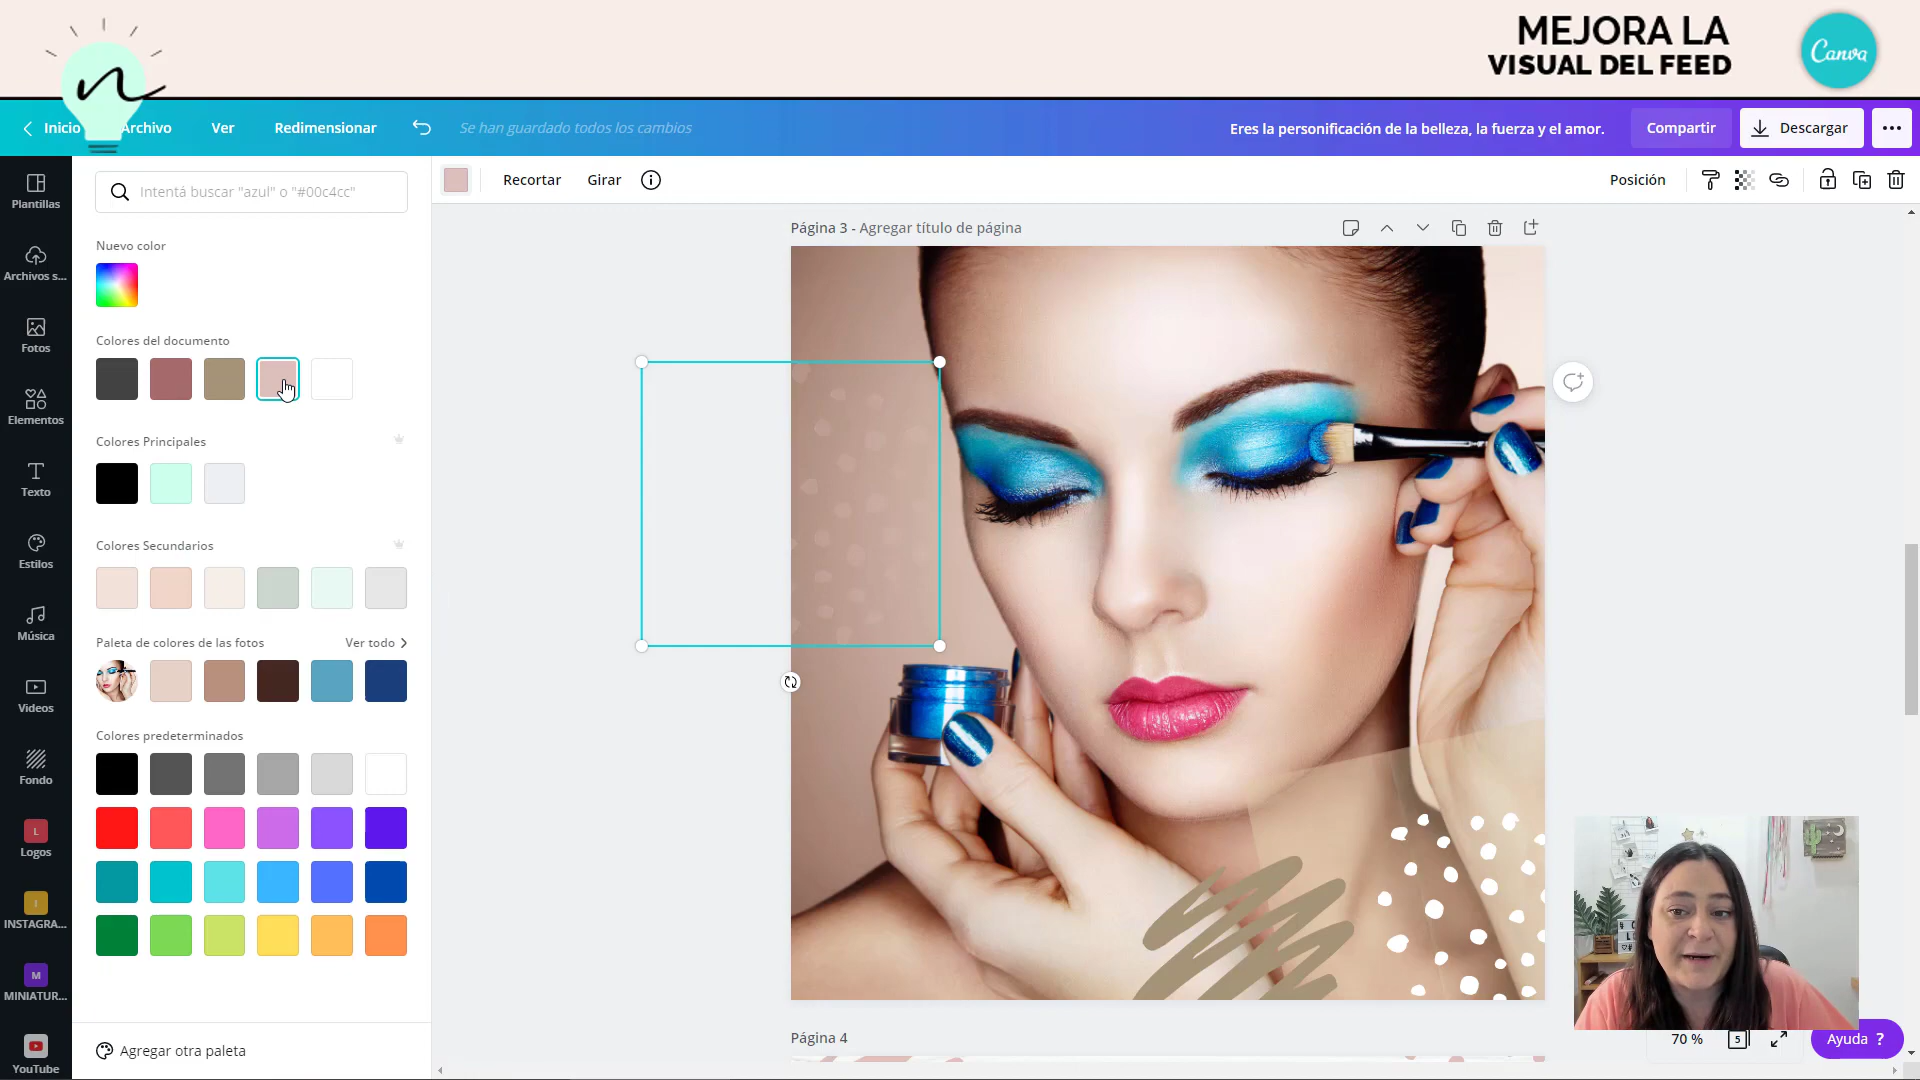 MEJORA LA
VISUAL DEL FEED
Canva
n
Inicio
Archivo
Ver
Redimensionar
Se han guardado todos los cambios
Eres la personificación de la belleza, la fuerza y el amor.
Compartir
Descargar
Plantillas
Archivos s...
Fotos
Elementos
Texto
Estilos
Música
Videos
Fondo
L
Logos
I
INSTAGRA...
M
MINIATUR...
YouTube
Intentá buscar "azul" o "#00c4cc"
Nuevo color
Colores del documento
Colores Principales
Colores Secundarios
Paleta de colores de las fotos
Ver todo
Colores predeterminados
Agregar otra paleta
Recortar
Girar
Posición
Página 3 - Agregar título de página
Página 4
70 %
5
Ayuda ?